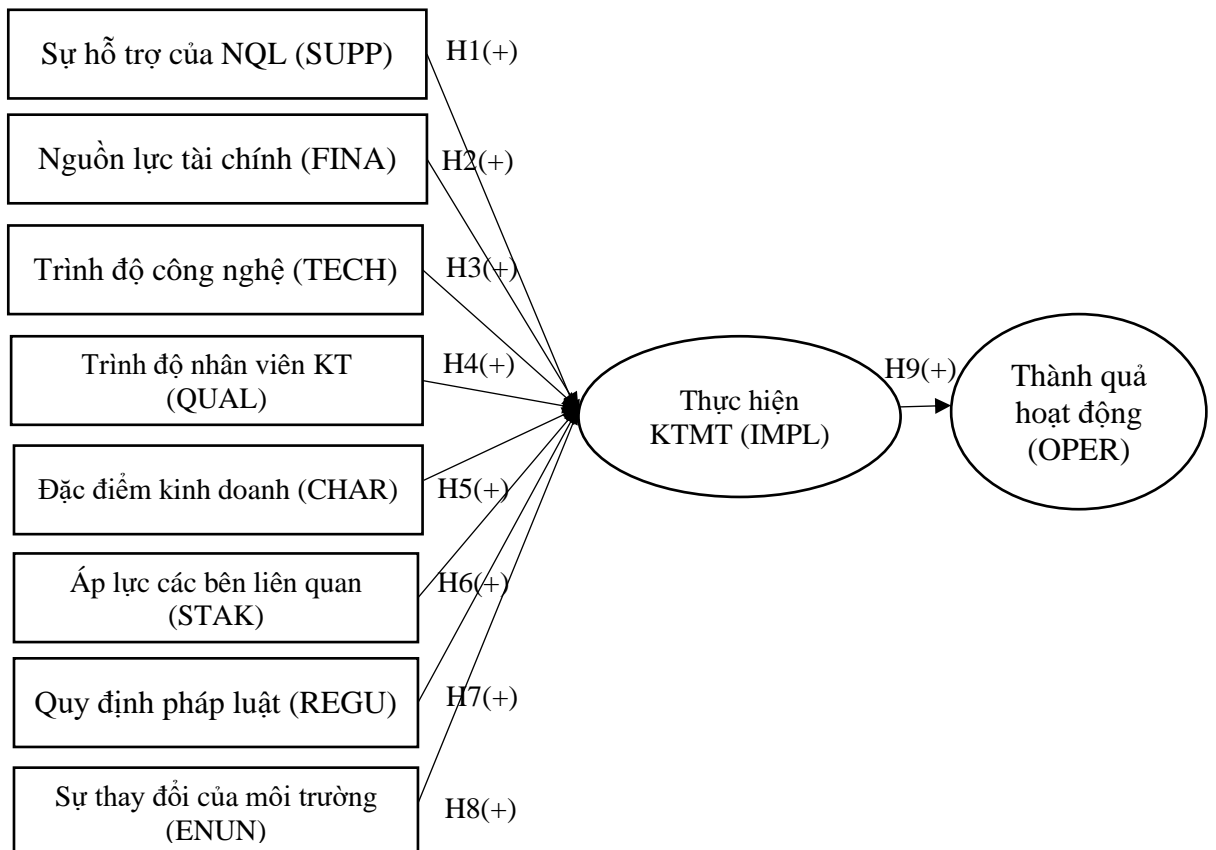 Sự hỗ trợ của NQL (SUPP)
H1(+)
Nguồn lực tài chính (FINA)
H2(+)
Trình độ công nghệ (TECH)
H3(+)
Trình độ nhân viên KT
(QUAL)
H4(+)
Đặc điểm kinh doanh (CHAR)
H5(+)
Áp lực các bên liên quan
(STAK)
H6(+)
Quy định pháp luật (REGU)
H7(+)
Sự thay đổi của môi trường
(ENUN)
H8(+)
Thực hiện
KTMT (IMPL)
H9(+)
Thành quả
hoạt động
(OPER)